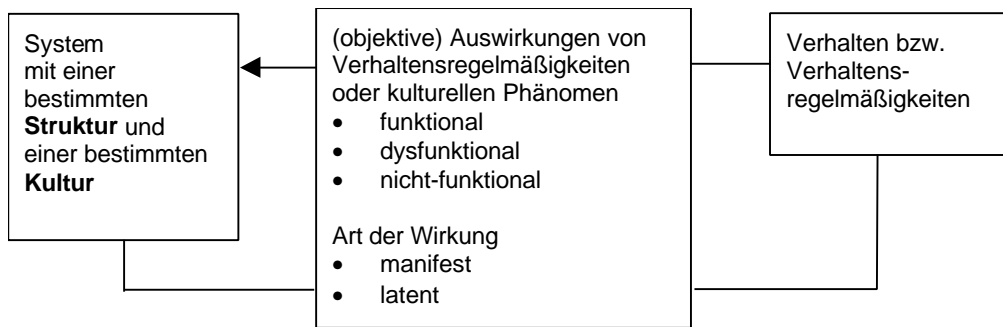 System
mit einer
bestimmten
Struktur und
einer bestimmten
Kultur
(objektive) Auswirkungen von
Verhaltensregelmäßigkeiten
oder kulturellen Phänomen
• funktional
• dysfunktional
• nicht-funktional
Art der Wirkung
• manifest
• latent
Verhalten bzw.
Verhaltens-
regelmäßigkeiten